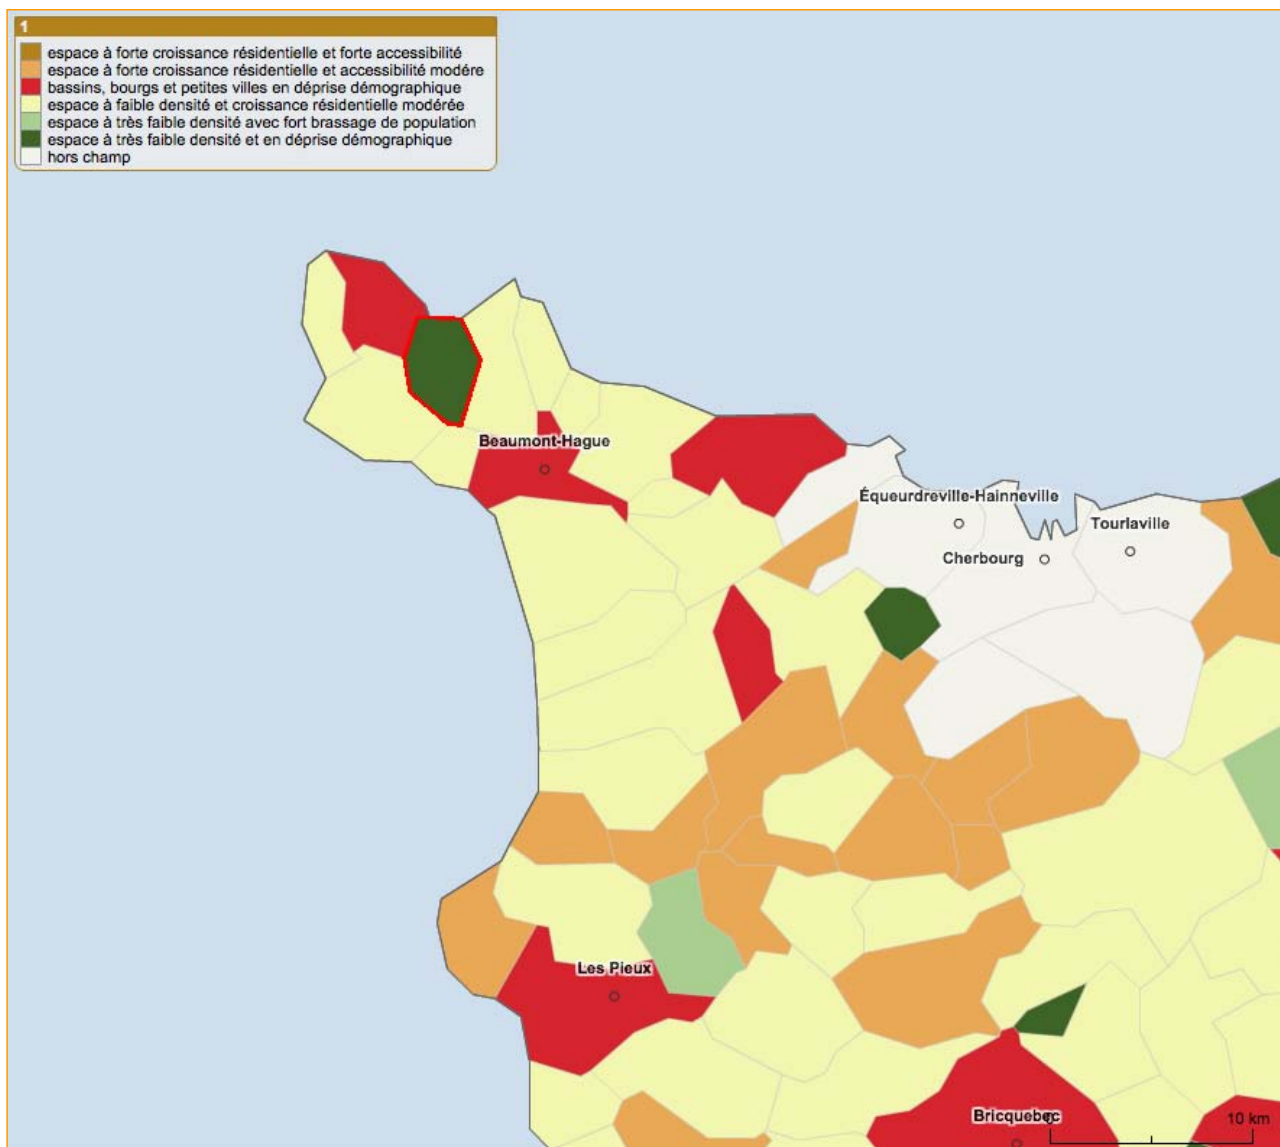 1
espace à forte croissance résidentielle et forte accessibilité
espace à forte croissance résidentielle et accessibilité modére
bassins, bourgs et petites villes en déprise démographique
espace à faible densité et croissance résidentielle modérée
espace à très faible densité avec fort brassage de population
espace à très faible densité et en déprise démographique
hors champ
Beaumont-Hague
Équeurdreville-Hainneville
Tourlaville
Cherbourg
Les Pieux
Bricquebec
0
10 km